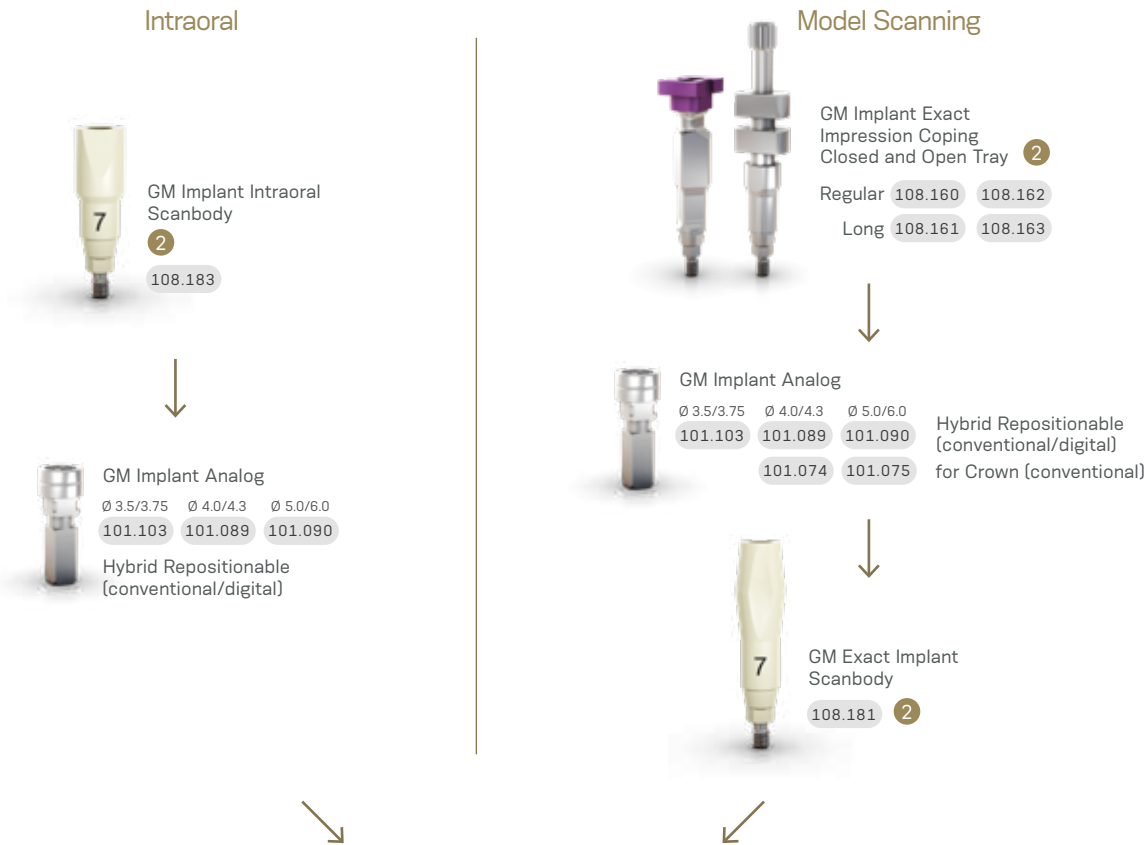 Intraoral
7
GM Implant Intraoral
Scanbody
2
108.183
GM Implant Analog
Ø 3.5/3.75 Ø 4.0/4.3 Ø 5.0/6.0
101.103 101.089 101.090
Hybrid Repositionable
(conventional/digital)
Model Scanning
GM Implant Exact
Impression Coping
Closed and Open Tray 2
Regular 108.160 108.162
Long 108.161 108.163
GM Implant Analog
Ø 3.5/3.75 Ø 4.0/4.3 Ø 5.0/6.0
101.103 101.089 101.090
Hybrid Repositionable
(conventional/digital)
101.074 101.075 for Crown (conventional)
7
GM Exact Implant
Scanbody
108.181 2